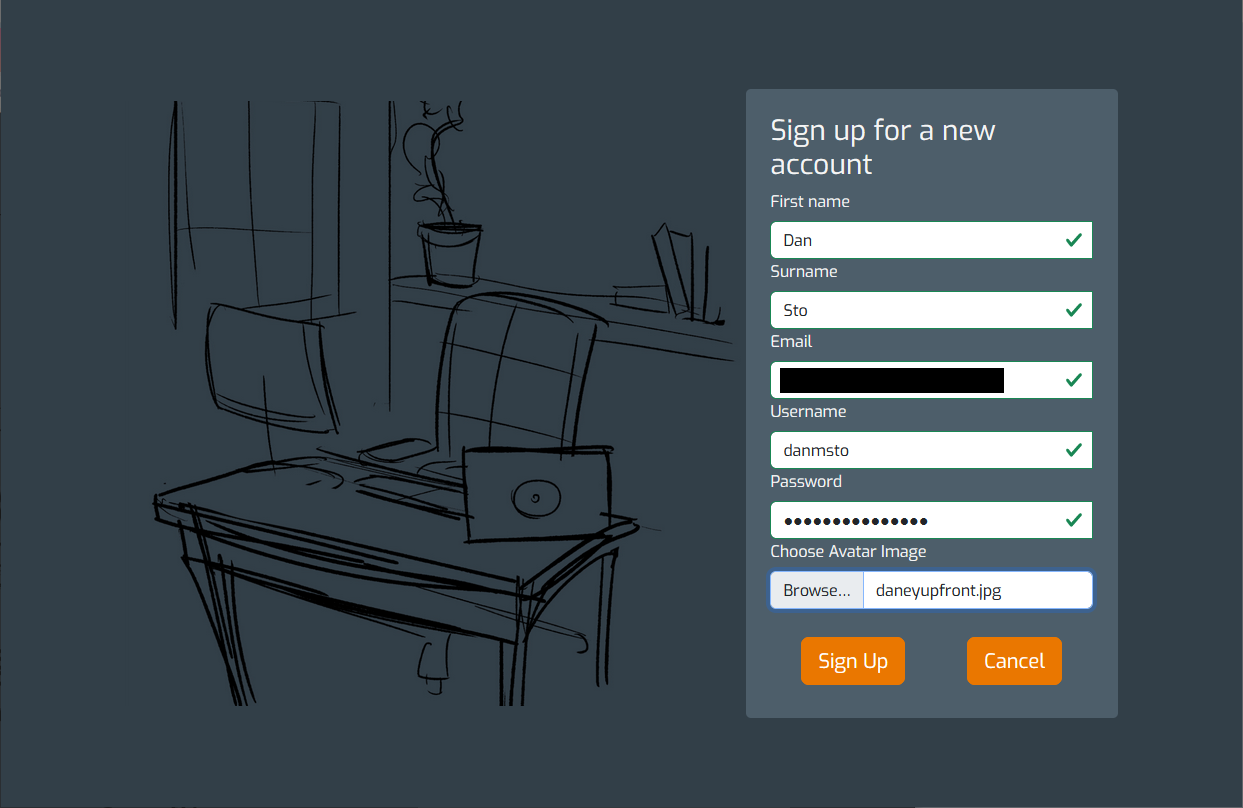 Sign up for a new
account
First name
Dan
Surname
Sto
Email
Username
danmsto
Password
•••••••••••••••
Choose Avatar Image
Browse... daneyupfront.jpg
Sign Up Cancel